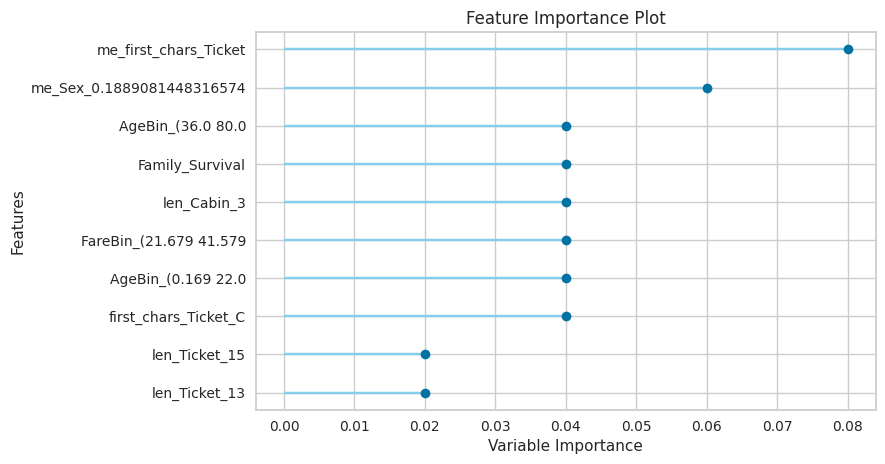 Feature Importance Plot
Features
me_first_chars_Ticket
me_Sex_0.1889081448316574
AgeBin_(36.0 80.0
Family_Survival
len_Cabin_3
FareBin_(21.679 41.579
AgeBin_(0.169 22.0
first_chars_Ticket_C
len_Ticket_15
len_Ticket_13
0.00 0.01 0.02 0.03 0.04 0.05 0.06 0.07 0.08
Variable Importance